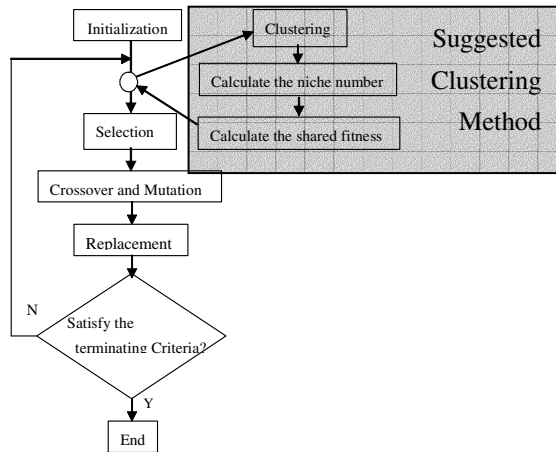 Initialization
Clustering
Suggested
Clustering
Method
Calculate the niche number
Calculate the shared fitness
Selection
Crossover and Mutation
Replacement
N
Satisfy the
terminating Criteria?
Y
End